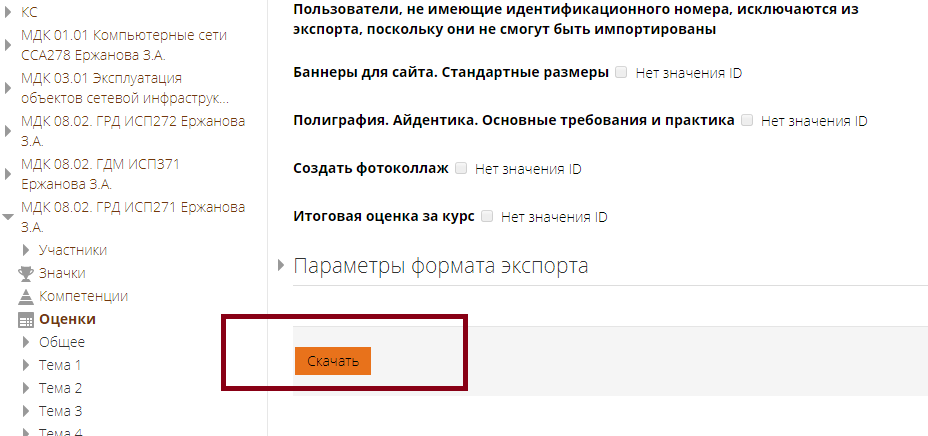 КС
МДК 01.01 Компьютерные сети
ССА278 Ержанова З.А.
МДК 03.01 Эксплуатация
объектов сетевой инфраструк...
МДК 08.02. ГРД ИСП272 Ержанова
З.А.
МДК 08.02. ГДМ ИСП371
Ержанова З.А.
МДК 08.02. ГРД ИСП271 Ержанова
З.А.
Участники
Значки
Компетенции
Оценки
Общее
Тема 1
Тема 2
Тема 3
Тема 4
Пользователи, не имеющие идентификационного номера, исключаются из
экспорта, поскольку они не смогут быть импортированы
Баннеры для сайта. Стандартные размеры Нет значения ID
Полиграфия. Айдентика. Основные требования и практика Нет значения ID
Создать фотоколлаж Нет значения ID
Итоговая оценка за курс Нет значения ID
Параметры формата экспорта
Скачать